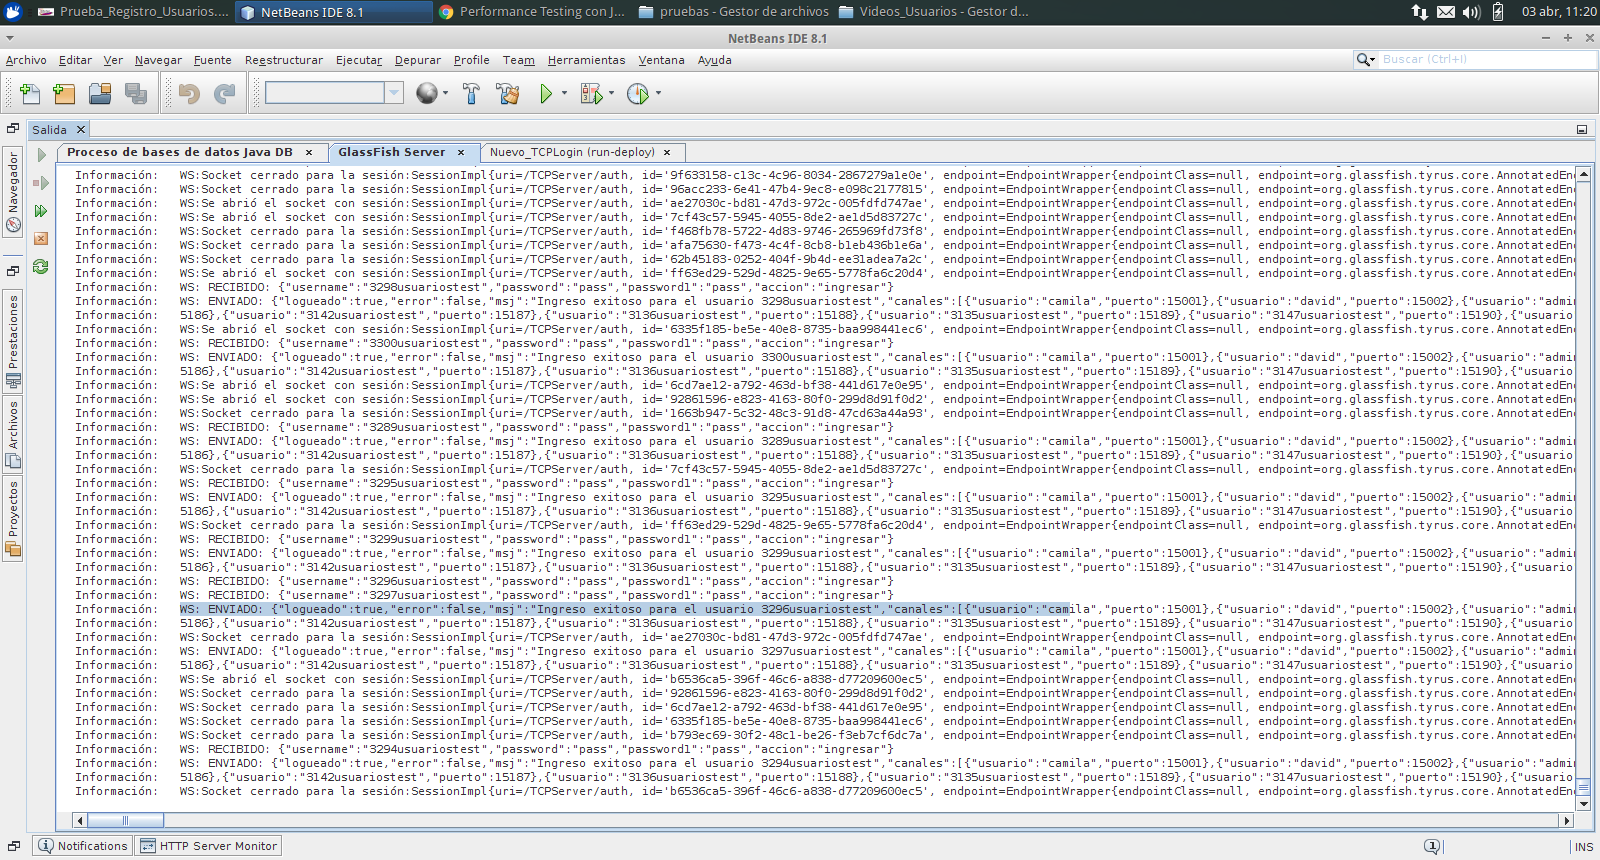 Prueba_Registro_Usuarios....
NetBeans IDE 8.1
Performance Testing con J...
pruebas - Gestor de archivos
Videos_Usuarios - Gestor d...
03 abr, 11:20
NetBeans IDE 8.1
Archivo Editar Ver Navegar Fuente Reestructurar Ejecutar Depurar Profile Team Herramientas Ventana Ayuda
Buscar (Ctrl+I)
Salida
Proceso de bases de datos Java DB
GlassFish Server
Nuevo_TCPLogin (run-deploy)
Navegador
Prestaciones
Archivos
Proyectos
Información: WS:Socket cerrado para la sesión:SessionImpl{uri=/TCPServer/auth, id='9f633158-c13c-4c96-8034-2867279a1e0e', endpoint=EndpointWrapper{endpointClass=null, endpoint=org.glassfish.tyrus.core.AnnotatedEnd
Información: WS:Se abrió el socket con sesión:SessionImpl{uri=/TCPServer/auth, id='96acc233-6e41-47b4-9ec8-e098c2177815', endpoint=EndpointWrapper{endpointClass=null, endpoint=org.glassfish.tyrus.core.AnnotatedEnd
Información: WS:Se abrió el socket con sesión:SessionImpl{uri=/TCPServer/auth, id='ae27030c-bd81-47d3-972c-005fdfd747ae', endpoint=EndpointWrapper{endpointClass=null, endpoint=org.glassfish.tyrus.core.AnnotatedEnd
Información: WS:Se abrió el socket con sesión:SessionImpl{uri=/TCPServer/auth, id='7cf43c57-5945-4055-8de2-ae1d5d83727c', endpoint=EndpointWrapper{endpointClass=null, endpoint=org.glassfish.tyrus.core.AnnotatedEnd
Información: WS:Se abrió el socket con sesión:SessionImpl{uri=/TCPServer/auth, id='f468fb78-5722-4d83-9746-265969fd73f8', endpoint=EndpointWrapper{endpointClass=null, endpoint=org.glassfish.tyrus.core.AnnotatedEnd
Información: WS:Se abrió el socket con sesión:SessionImpl{uri=/TCPServer/auth, id='afa75630-f473-4c4f-8cb8-b1eb436b1e6a', endpoint=EndpointWrapper{endpointClass=null, endpoint=org.glassfish.tyrus.core.AnnotatedEnd
Información: WS:Se abrió el socket con sesión:SessionImpl{uri=/TCPServer/auth, id='62b45183-0252-404f-9b4d-ee31adea7a2c', endpoint=EndpointWrapper{endpointClass=null, endpoint=org.glassfish.tyrus.core.AnnotatedEnd
Información: WS:Se abrió el socket con sesión:SessionImpl{uri=/TCPServer/auth, id='ff63ed29-529d-4825-9e65-5778fa6c20d4', endpoint=EndpointWrapper{endpointClass=null, endpoint=org.glassfish.tyrus.core.AnnotatedEnd
Información: WS: RECIBIDO: {"username":"3298usuariostest","password":"pass","password1":"pass","accion":"ingresar"}
Información: WS: ENVIADO: {"logueado":true,"error":false,"msj":"Ingreso exitoso para el usuario 3298usuariostest","canales":[{"usuario":"camila","puerto":15001},{"usuario":"david","puerto":15002},{"usuario":"admin
Información: 5186},{"usuario":"3142usuariostest","puerto":15187},{"usuario":"3136usuariostest","puerto":15188},{"usuario":"3135usuariostest","puerto":15189},{"usuario":"3147usuariostest","puerto":15190},{"usuario
Información: WS:Se abrió el socket con sesión:SessionImpl{uri=/TCPServer/auth, id='6335f185-be5e-40e8-8735-baa998441ec6', endpoint=EndpointWrapper{endpointClass=null, endpoint=org.glassfish.tyrus.core.AnnotatedEnd
Información: WS: RECIBIDO: {"username":"3300usuariostest","password":"pass","password1":"pass","accion":"ingresar"}
Información: WS: ENVIADO: {"logueado":true,"error":false,"msj":"Ingreso exitoso para el usuario 3300usuariostest","canales":[{"usuario":"camila","puerto":15001},{"usuario":"david","puerto":15002},{"usuario":"admin
Información: 5186},{"usuario":"3142usuariostest","puerto":15187},{"usuario":"3136usuariostest","puerto":15188},{"usuario":"3135usuariostest","puerto":15189},{"usuario":"3147usuariostest","puerto":15190},{"usuario
Información: WS:Se abrió el socket con sesión:SessionImpl{uri=/TCPServer/auth, id='6cd7ae12-a792-463d-bf38-441d617e0e95', endpoint=EndpointWrapper{endpointClass=null, endpoint=org.glassfish.tyrus.core.AnnotatedEnd
Información: WS:Se abrió el socket con sesión:SessionImpl{uri=/TCPServer/auth, id='92861596-e823-4163-80f0-299d8d91f0d2', endpoint=EndpointWrapper{endpointClass=null, endpoint=org.glassfish.tyrus.core.AnnotatedEnd
Información: WS:Socket cerrado para la sesión:SessionImpl{uri=/TCPServer/auth, id='1663b947-5c32-48c3-91d8-47cd63a44a93', endpoint=EndpointWrapper{endpointClass=null, endpoint=org.glassfish.tyrus.core.AnnotatedEnd
Información: WS: RECIBIDO: {"username":"3289usuariostest","password":"pass","password1":"pass","accion":"ingresar"}
Información: WS: ENVIADO: {"logueado":true,"error":false,"msj":"Ingreso exitoso para el usuario 3289usuariostest","canales":[{"usuario":"camila","puerto":15001},{"usuario":"david","puerto":15002},{"usuario":"admin
Información: 5186},{"usuario":"3142usuariostest","puerto":15187},{"usuario":"3136usuariostest","puerto":15188},{"usuario":"3135usuariostest","puerto":15189},{"usuario":"3147usuariostest","puerto":15190},{"usuario
Información: WS:Socket cerrado para la sesión:SessionImpl{uri=/TCPServer/auth, id='7cf43c57-5945-4055-8de2-ae1d5d83727c', endpoint=EndpointWrapper{endpointClass=null, endpoint=org.glassfish.tyrus.core.AnnotatedEnd
Información: WS: RECIBIDO: {"username":"3295usuariostest","password":"pass","password1":"pass","accion":"ingresar"}
Información: WS: ENVIADO: {"logueado":true,"error":false,"msj":"Ingreso exitoso para el usuario 3295usuariostest","canales":[{"usuario":"camila","puerto":15001},{"usuario":"david","puerto":15002},{"usuario":"admin
Información: 5186},{"usuario":"3142usuariostest","puerto":15187},{"usuario":"3136usuariostest","puerto":15188},{"usuario":"3135usuariostest","puerto":15189},{"usuario":"3147usuariostest","puerto":15190},{"usuario
Información: WS:Socket cerrado para la sesión:SessionImpl{uri=/TCPServer/auth, id='ff63ed29-529d-4825-9e65-5778fa6c20d4', endpoint=EndpointWrapper{endpointClass=null, endpoint=org.glassfish.tyrus.core.AnnotatedEnd
Información: WS: RECIBIDO: {"username":"3299usuariostest","password":"pass","password1":"pass","accion":"ingresar"}
Información: WS: ENVIADO: {"logueado":true,"error":false,"msj":"Ingreso exitoso para el usuario 3299usuariostest","canales":[{"usuario":"camila","puerto":15001},{"usuario":"david","puerto":15002},{"usuario":"admin
Información: 5186},{"usuario":"3142usuariostest","puerto":15187},{"usuario":"3136usuariostest","puerto":15188},{"usuario":"3135usuariostest","puerto":15189},{"usuario":"3147usuariostest","puerto":15190},{"usuario
Información: WS: RECIBIDO: {"username":"3296usuariostest","password":"pass","password1":"pass","accion":"ingresar"}
Información: WS: RECIBIDO: {"username":"3297usuariostest","password":"pass","password1":"pass","accion":"ingresar"}
Información: WS: ENVIADO: {"logueado":true,"error":false,"msj":"Ingreso exitoso para el usuario 3296usuariostest","canales":[{"usuario":"camila","puerto":15001},{"usuario":"david","puerto":15002},{"usuario":"admin
Información: 5186},{"usuario":"3142usuariostest","puerto":15187},{"usuario":"3136usuariostest","puerto":15188},{"usuario":"3135usuariostest","puerto":15189},{"usuario":"3147usuariostest","puerto":15190},{"usuario
Información: WS:Socket cerrado para la sesión:SessionImpl{uri=/TCPServer/auth, id='ae27030c-bd81-47d3-972c-005fdfd747ae', endpoint=EndpointWrapper{endpointClass=null, endpoint=org.glassfish.tyrus.core.AnnotatedEnd
Información: WS: ENVIADO: {"logueado":true,"error":false,"msj":"Ingreso exitoso para el usuario 3297usuariostest","canales":[{"usuario":"camila","puerto":15001},{"usuario":"david","puerto":15002},{"usuario":"admin
Información: 5186},{"usuario":"3142usuariostest","puerto":15187},{"usuario":"3136usuariostest","puerto":15188},{"usuario":"3135usuariostest","puerto":15189},{"usuario":"3147usuariostest","puerto":15190},{"usuario
Información: WS:Se abrió el socket con sesión:SessionImpl{uri=/TCPServer/auth, id='b6536ca5-396f-46c6-a838-d77209600ec5', endpoint=EndpointWrapper{endpointClass=null, endpoint=org.glassfish.tyrus.core.AnnotatedEnd
Información: WS:Socket cerrado para la sesión:SessionImpl{uri=/TCPServer/auth, id='92861596-e823-4163-80f0-299d8d91f0d2', endpoint=EndpointWrapper{endpointClass=null, endpoint=org.glassfish.tyrus.core.AnnotatedEnd
Información: WS:Socket cerrado para la sesión:SessionImpl{uri=/TCPServer/auth, id='6cd7ae12-a792-463d-bf38-441d617e0e95', endpoint=EndpointWrapper{endpointClass=null, endpoint=org.glassfish.tyrus.core.AnnotatedEnd
Información: WS:Socket cerrado para la sesión:SessionImpl{uri=/TCPServer/auth, id='6335f185-be5e-40e8-8735-baa998441ec6', endpoint=EndpointWrapper{endpointClass=null, endpoint=org.glassfish.tyrus.core.AnnotatedEnd
Información: WS:Socket cerrado para la sesión:SessionImpl{uri=/TCPServer/auth, id='b793ec69-30f2-48c1-be26-f3eb7cf6dc7a', endpoint=EndpointWrapper{endpointClass=null, endpoint=org.glassfish.tyrus.core.AnnotatedEnd
Información: WS: RECIBIDO: {"username":"3294usuariostest","password":"pass","password1":"pass","accion":"ingresar"}
Información: WS: ENVIADO: {"logueado":true,"error":false,"msj":"Ingreso exitoso para el usuario 3294usuariostest","canales":[{"usuario":"camila","puerto":15001},{"usuario":"david","puerto":15002},{"usuario":"admin
Información: 5186},{"usuario":"3142usuariostest","puerto":15187},{"usuario":"3136usuariostest","puerto":15188},{"usuario":"3135usuariostest","puerto":15189},{"usuario":"3147usuariostest","puerto":15190},{"usuario
Información: WS:Socket cerrado para la sesión:SessionImpl{uri=/TCPServer/auth, id='b6536ca5-396f-46c6-a838-d77209600ec5', endpoint=EndpointWrapper{endpointClass=null, endpoint=org.glassfish.tyrus.core.AnnotatedEnd
Notifications
HTTP Server Monitor
1
INS